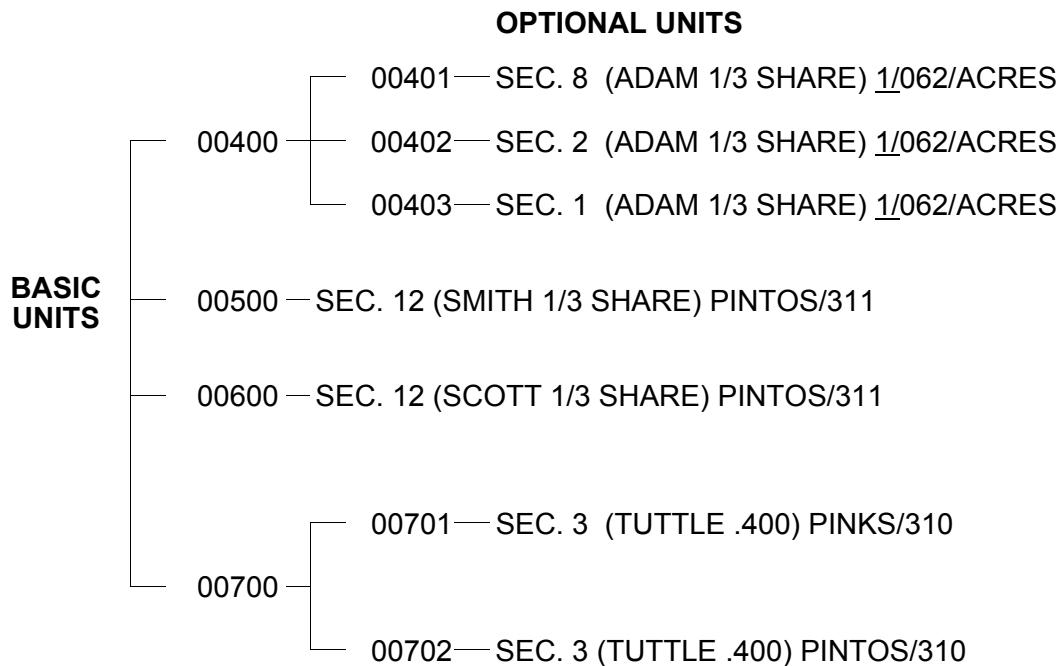 OPTIONAL UNITS
00401 SEC. 8 (ADAM 1/3 SHARE) 1/062/ACRES
00400 00402 SEC. 2 (ADAM 1/3 SHARE) 1/062/ACRES
00403 SEC. 1 (ADAM 1/3 SHARE) 1/062/ACRES
BASIC
UNITS
00500 SEC. 12 (SMITH 1/3 SHARE) PINTOS/311
00600 SEC. 12 (SCOTT 1/3 SHARE) PINTOS/311
00701 SEC. 3 (TUTTLE .400) PINKS/310
00700
00702 SEC. 3 (TUTTLE .400) PINTOS/310